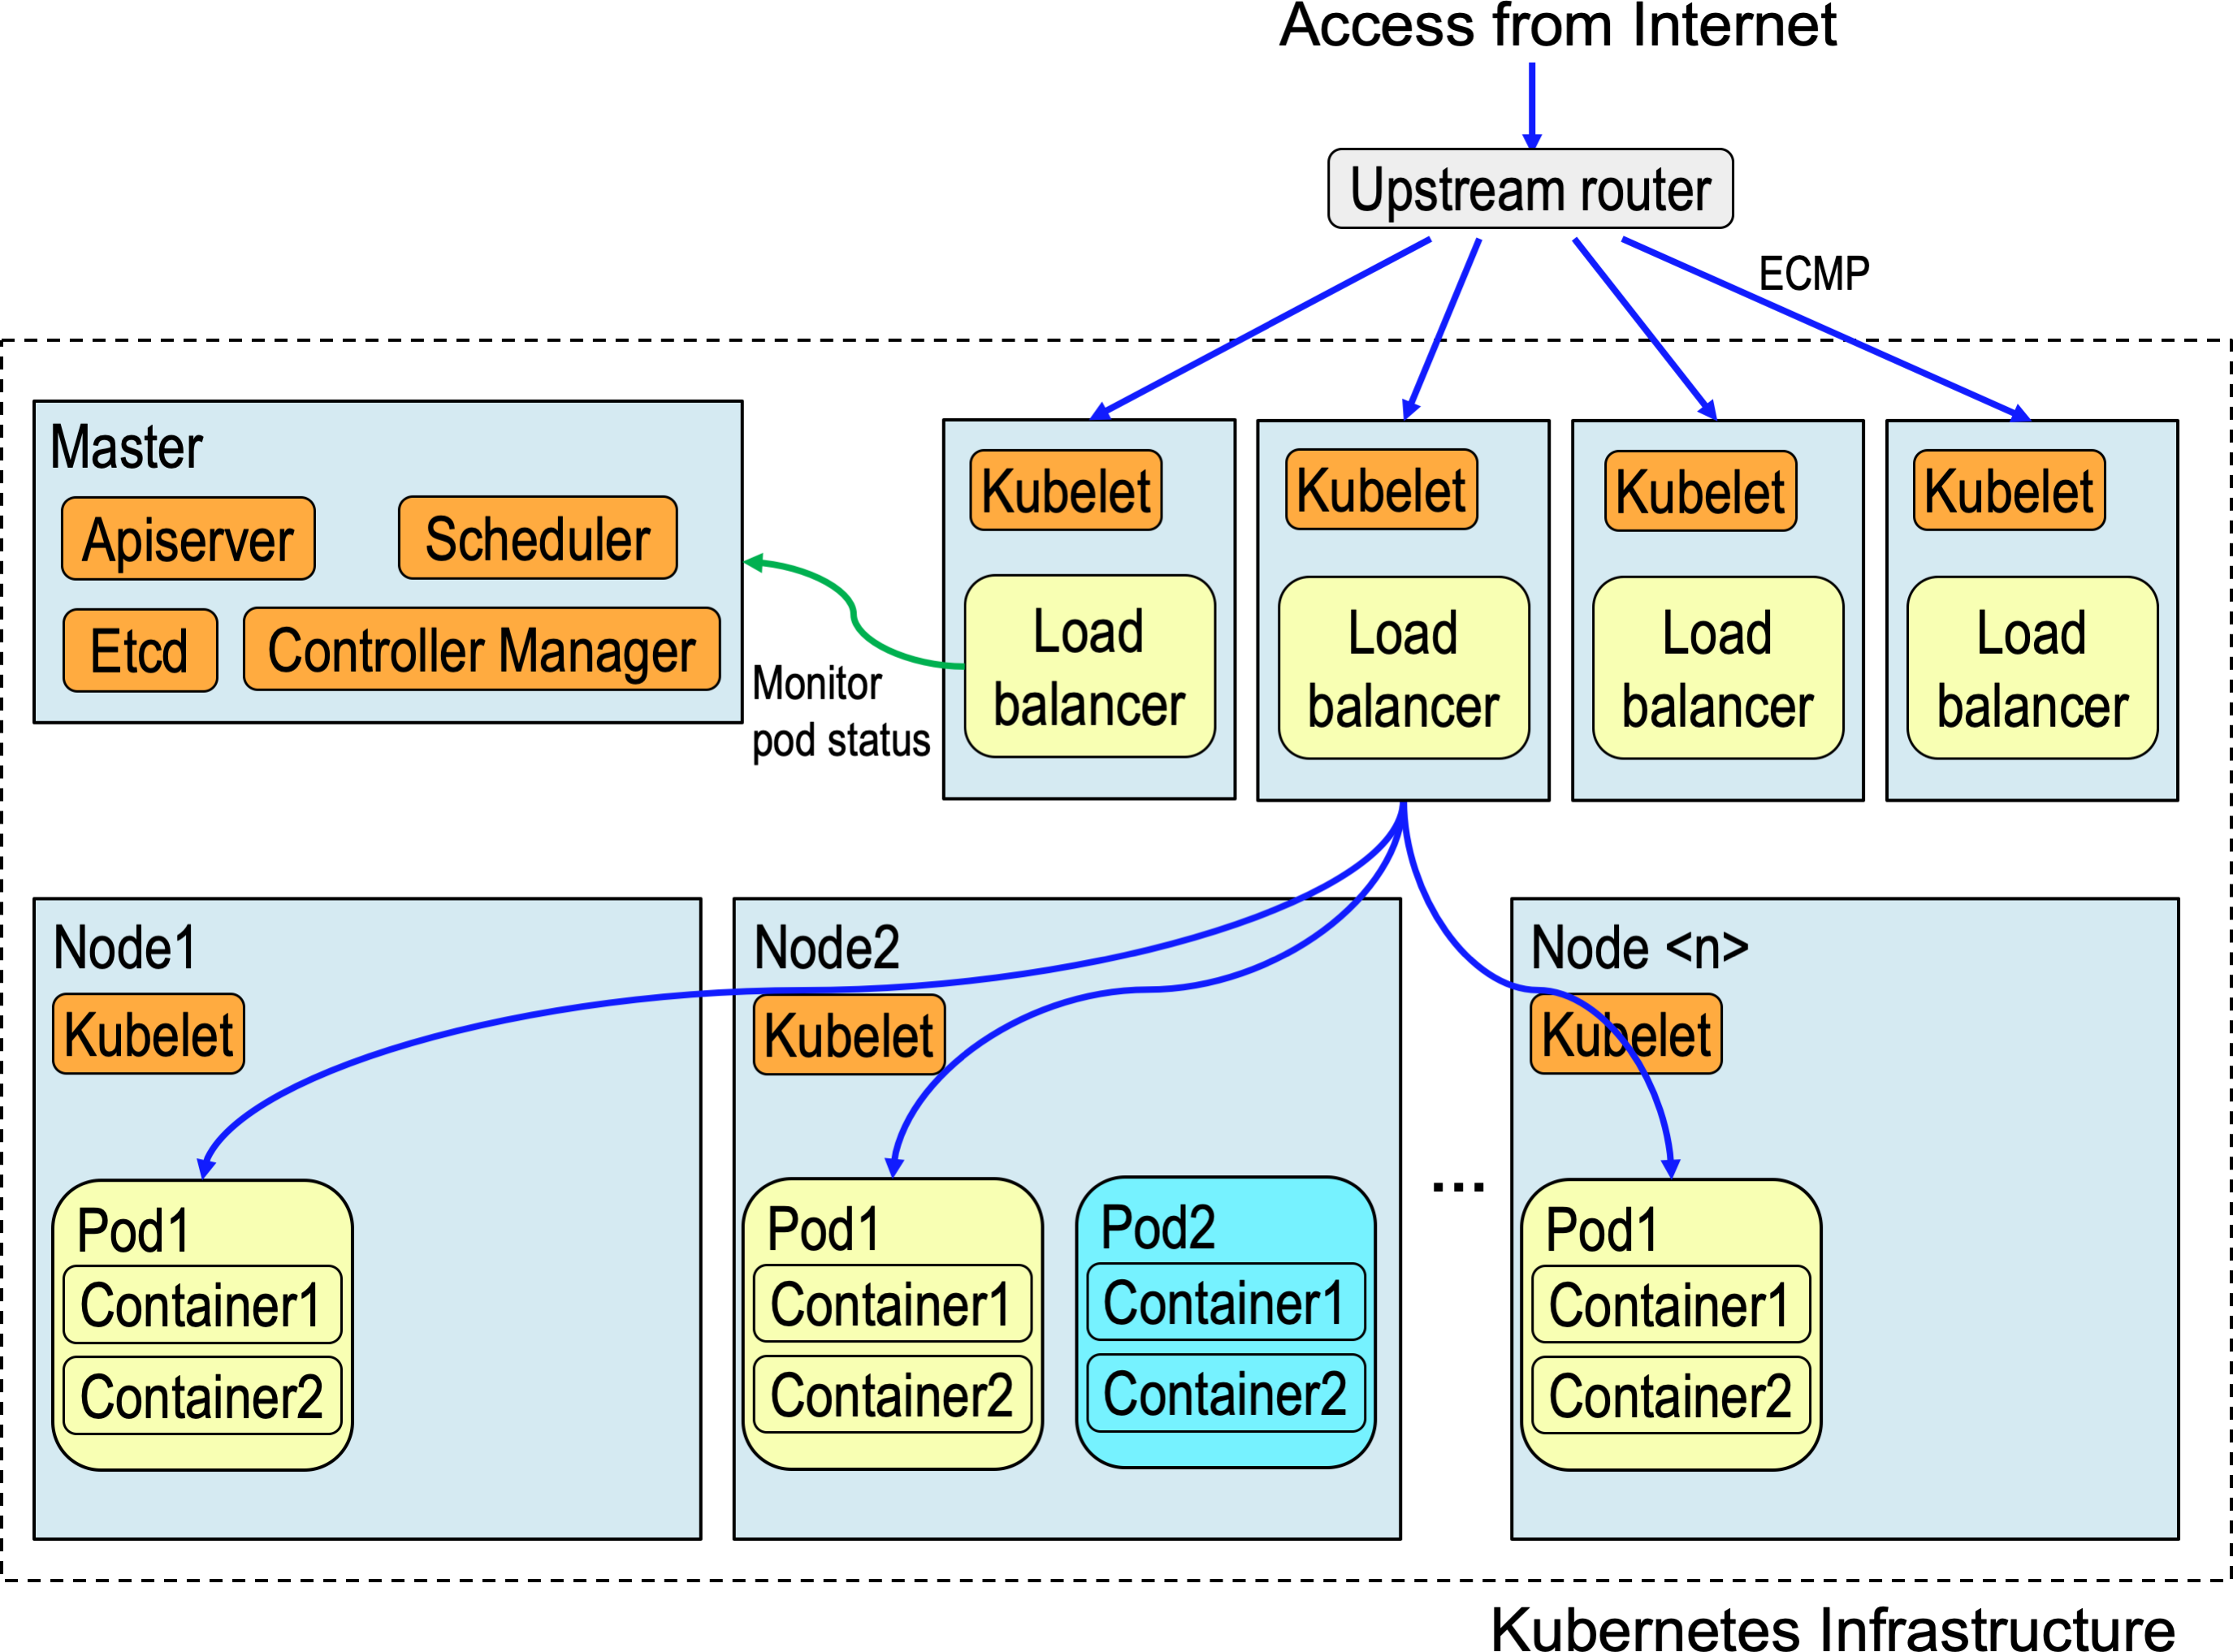 Access from Internet
Upstream router
ECMP
Master
Apiserver
Scheduler
Etcd
Controller Manager
Monitor
pod status
Kubelet
Load
balancer
Kubelet
Load
balancer
Kubelet
Load
balancer
Kubelet
Load
balancer
Node1
Kubelet
Pod1
Container1
Container2
Node2
Kubelet
Pod1
Container1
Container2
Pod2
Container1
Container2
...
Node <n>
Kubelet
Pod1
Container1
Container2
Kubernetes Infrastructure